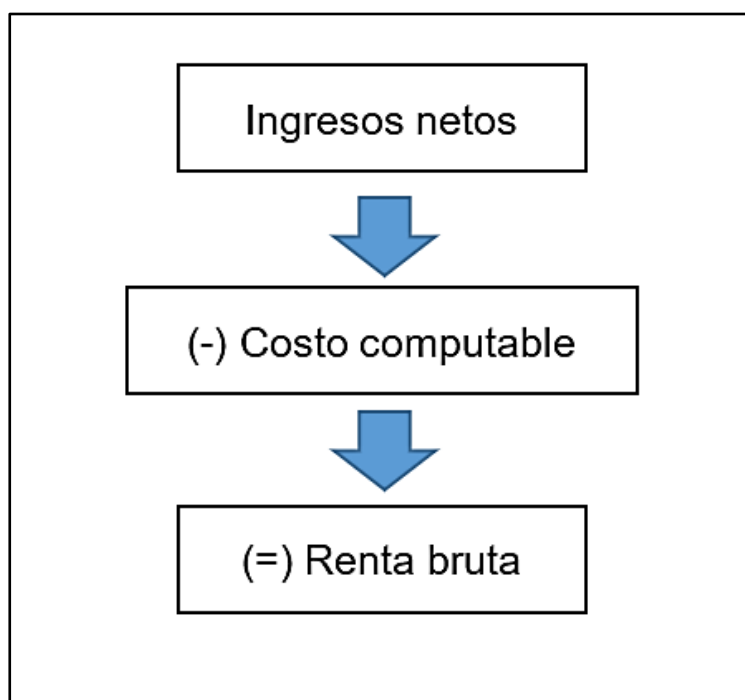 Ingresos netos
(-) Costo computable
(=) Renta bruta